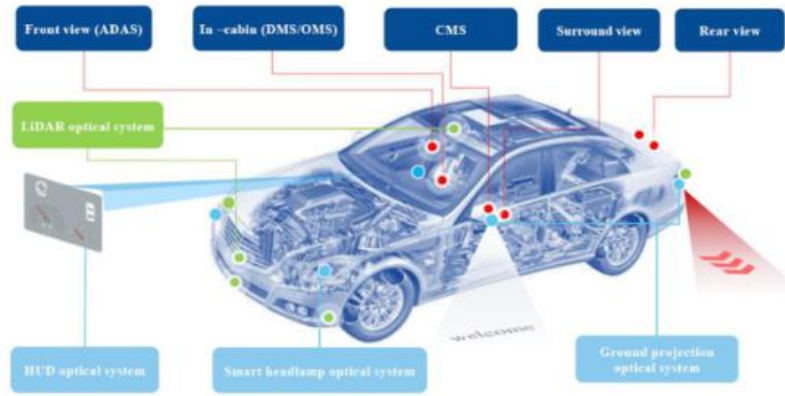 Front view (ADAS)
In –cabin (DMS/OMS)
CMS
Surround view
Rear view
LiDAR optical system
welcome
HUD optical system
Smart headlamp optical system
Ground projection
optical system